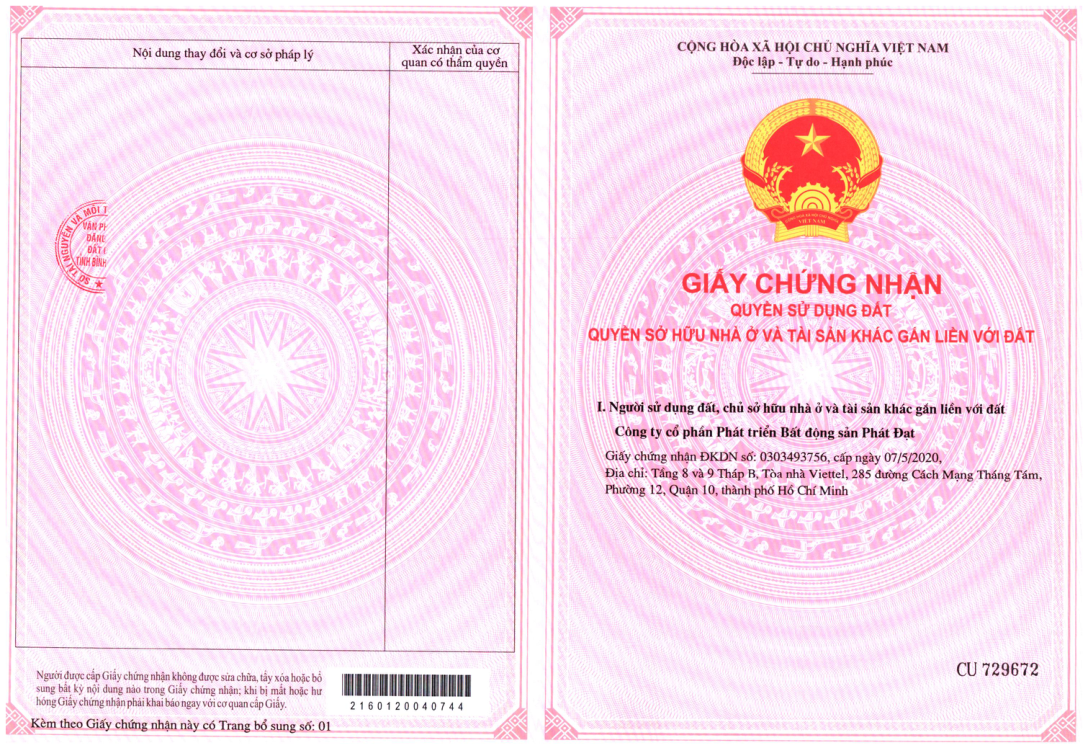 Nội dung thay đổi và cơ sở pháp lý
Xác nhận của cơ
quan có thẩm quyền
SỞ TÀI NGUYÊN VÀ MÔI T
VĂN PH
ĐĂNG
ĐẤT Đ
TỈNH BÌNH
Người được cấp Giấy chứng nhận không được sửa chữa, tẩy xóa hoặc bổ
sung bất kỳ nội dung nào trong Giấy chứng nhận; khi bị mất hoặc hư
hỏng Giấy chứng nhận phải khai báo ngay với cơ quan cấp Giấy.
2160120040744
Kèm theo Giấy chứng nhận này có Trang bổ sung số: 01
CỘNG HÒA XÃ HỘI CHỦ NGHĨA VIỆT NAM
Độc lập - Tự do - Hạnh phúc
CỘNG HÒA XÃ HỘI CHỦ NGHĨA
VIỆT NAM
GIẤY CHỨNG NHẬN
QUYỀN SỬ DỤNG ĐẤT
QUYỀN SỞ HỮU NHÀ Ở VÀ TÀI SẢN KHÁC GẮN LIỀN VỚI ĐẤT
I. Người sử dụng đất, chủ sở hữu nhà ở và tài sản khác gắn liền với đất
Công ty cổ phần Phát triển Bất động sản Phát Đạt
Giấy chứng nhận ĐKDN số: 0303493756, cấp ngày 07/5/2020,
Địa chỉ: Tầng 8 và 9 Tháp B, Tòa nhà Viettel, 285 đường Cách Mạng Tháng Tám,
Phường 12, Quận 10, thành phố Hồ Chí Minh
CU 729672